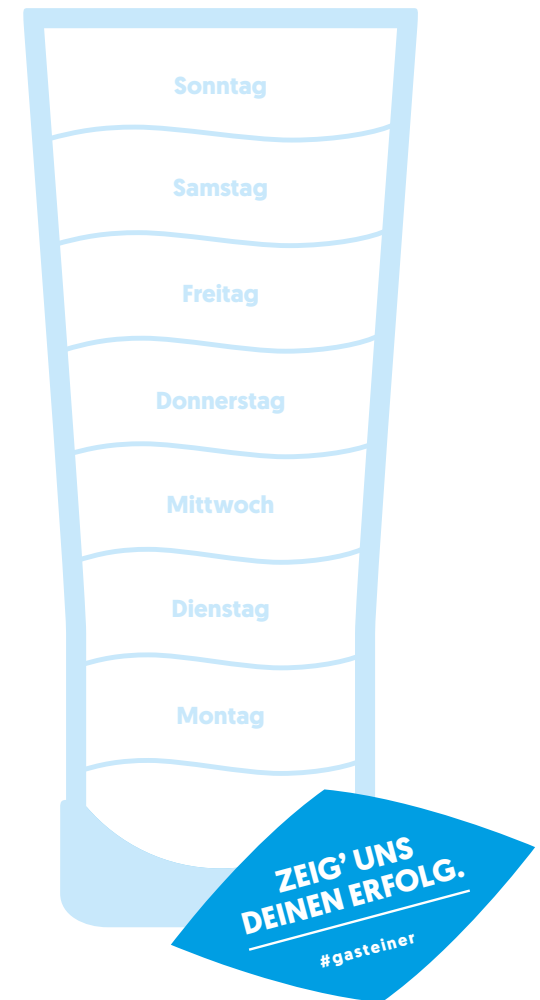 Sonntag
Samstag
Freitag
Donnerstag
Mittwoch
Dienstag
Montag
ZEIG’ UNS
DEINEN ERFOLG.
#gasteiner